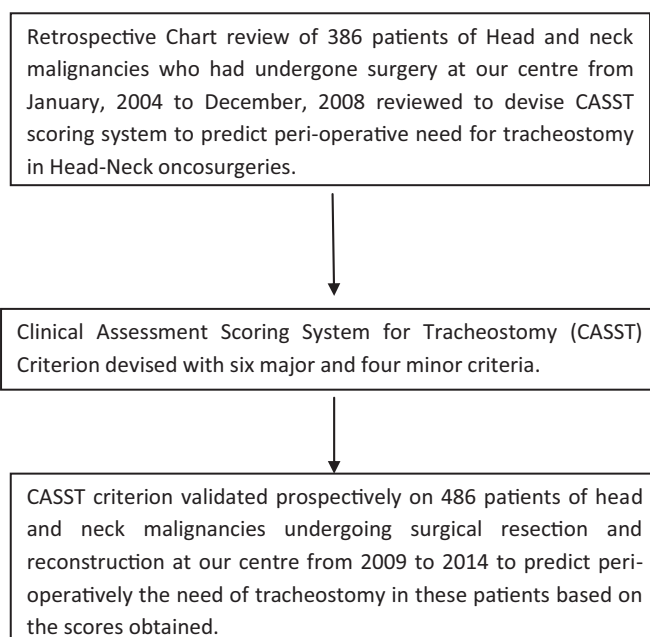 Retrospective Chart review of 386 patients of Head and neck
malignancies who had undergone surgery at our centre from
January, 2004 to December, 2008 reviewed to devise CASST
scoring system to predict peri-operative need for tracheostomy
in Head-Neck oncosurgeries.
Clinical Assessment Scoring System for Tracheostomy (CASST)
Criterion devised with six major and four minor criteria.
CASST criterion validated prospectively on 486 patients of head
and neck malignancies undergoing surgical resection and
reconstruction at our centre from 2009 to 2014 to predict peri-
operatively the need of tracheostomy in these patients based on
the scores obtained.